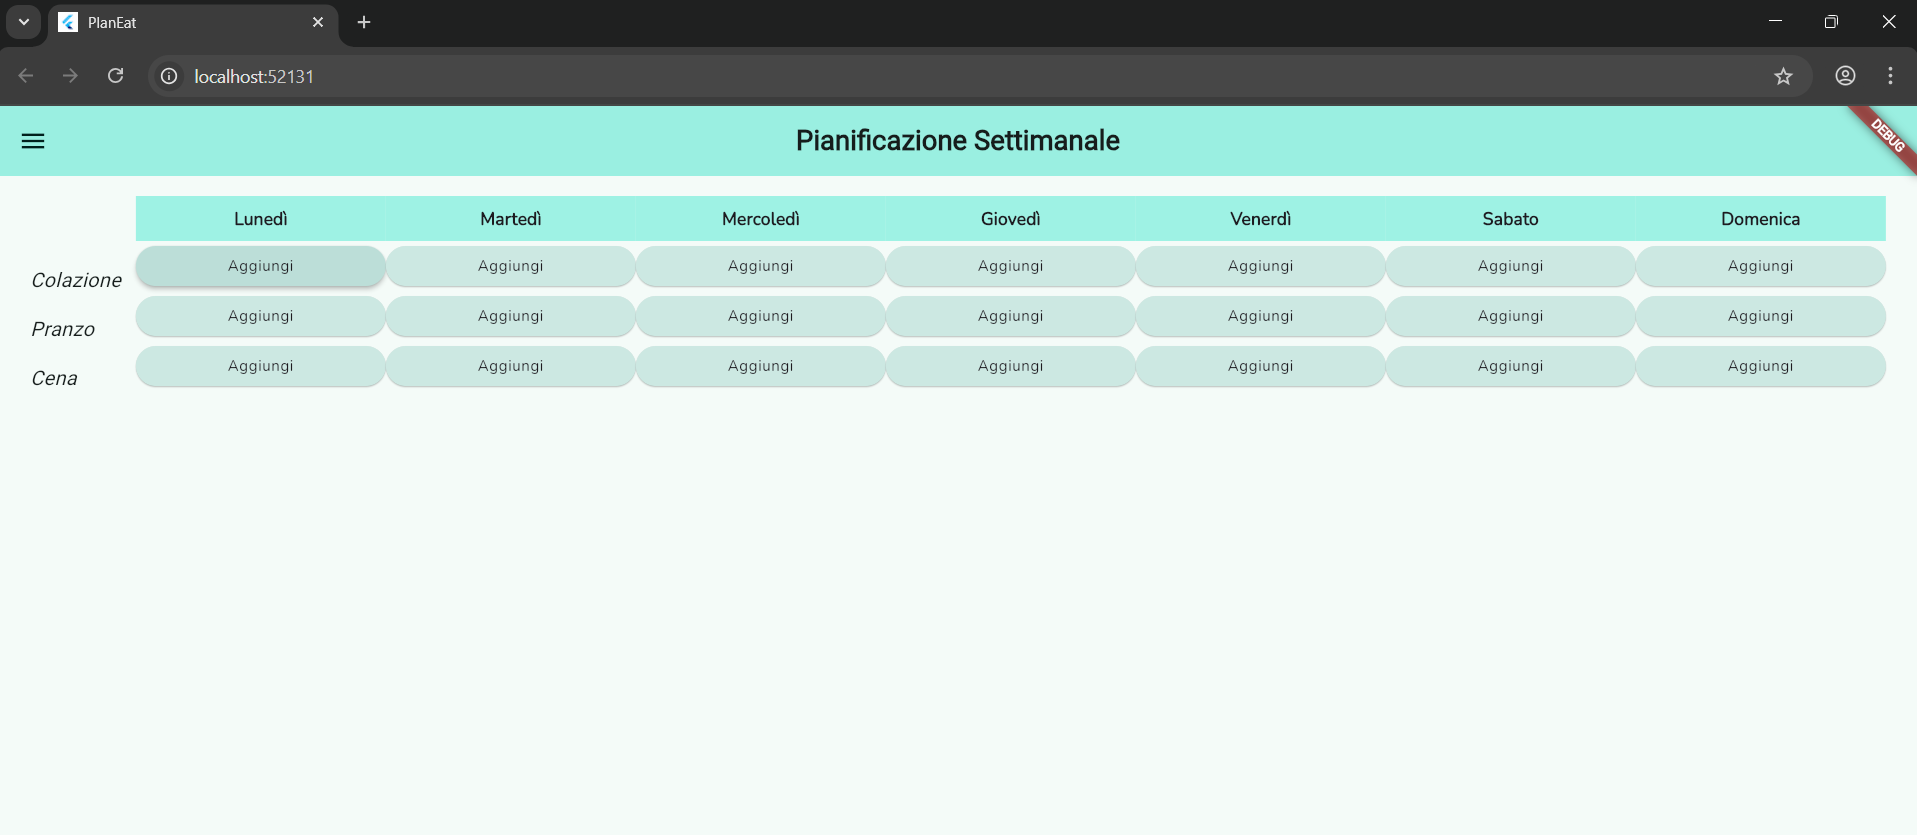 PlanEat
localhost:52131
Pianificazione Settimanale
DEBUG
Lunedì Martedì Mercoledì Giovedì Venerdì Sabato Domenica
Colazione Aggiungi Aggiungi Aggiungi Aggiungi Aggiungi Aggiungi Aggiungi
Pranzo Aggiungi Aggiungi Aggiungi Aggiungi Aggiungi Aggiungi Aggiungi
Cena Aggiungi Aggiungi Aggiungi Aggiungi Aggiungi Aggiungi Aggiungi